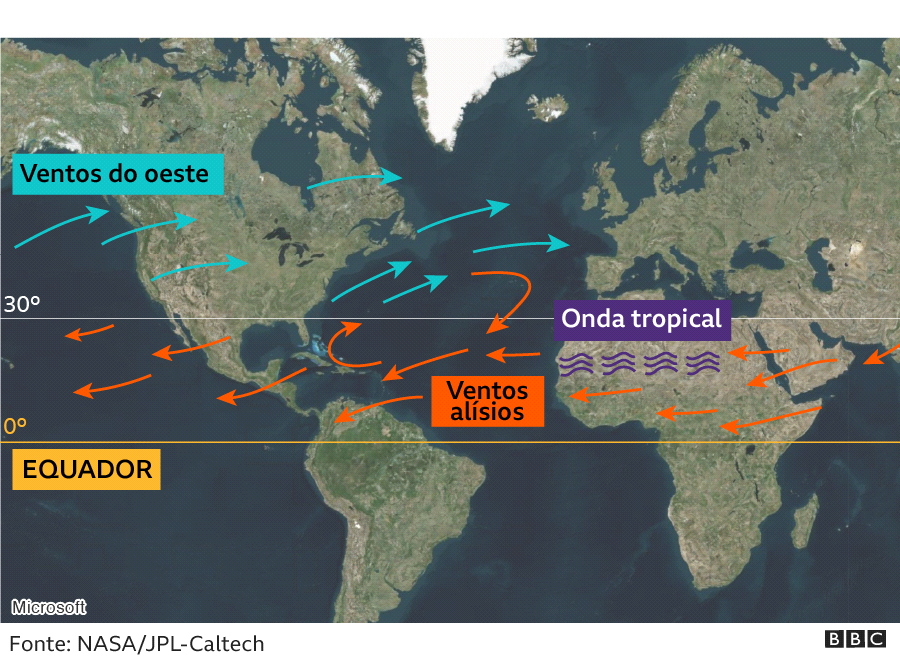 Ventos do oeste
30º
Onda tropical
Ventos
alísios
0º
EQUADOR
Microsoft
Fonte: NASA/JPL-Caltech
BBC